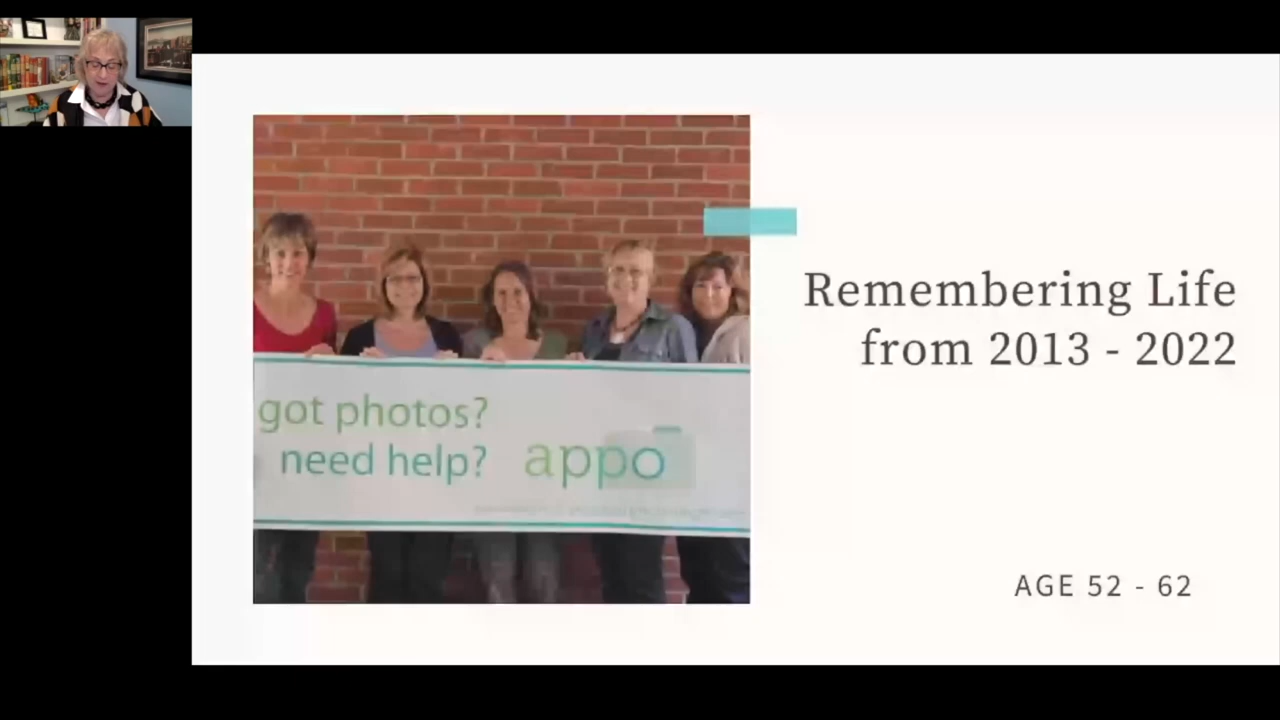 Remembering Life
from 2013 - 2022
got photos?
need help?
appo
AGE 52 - 62